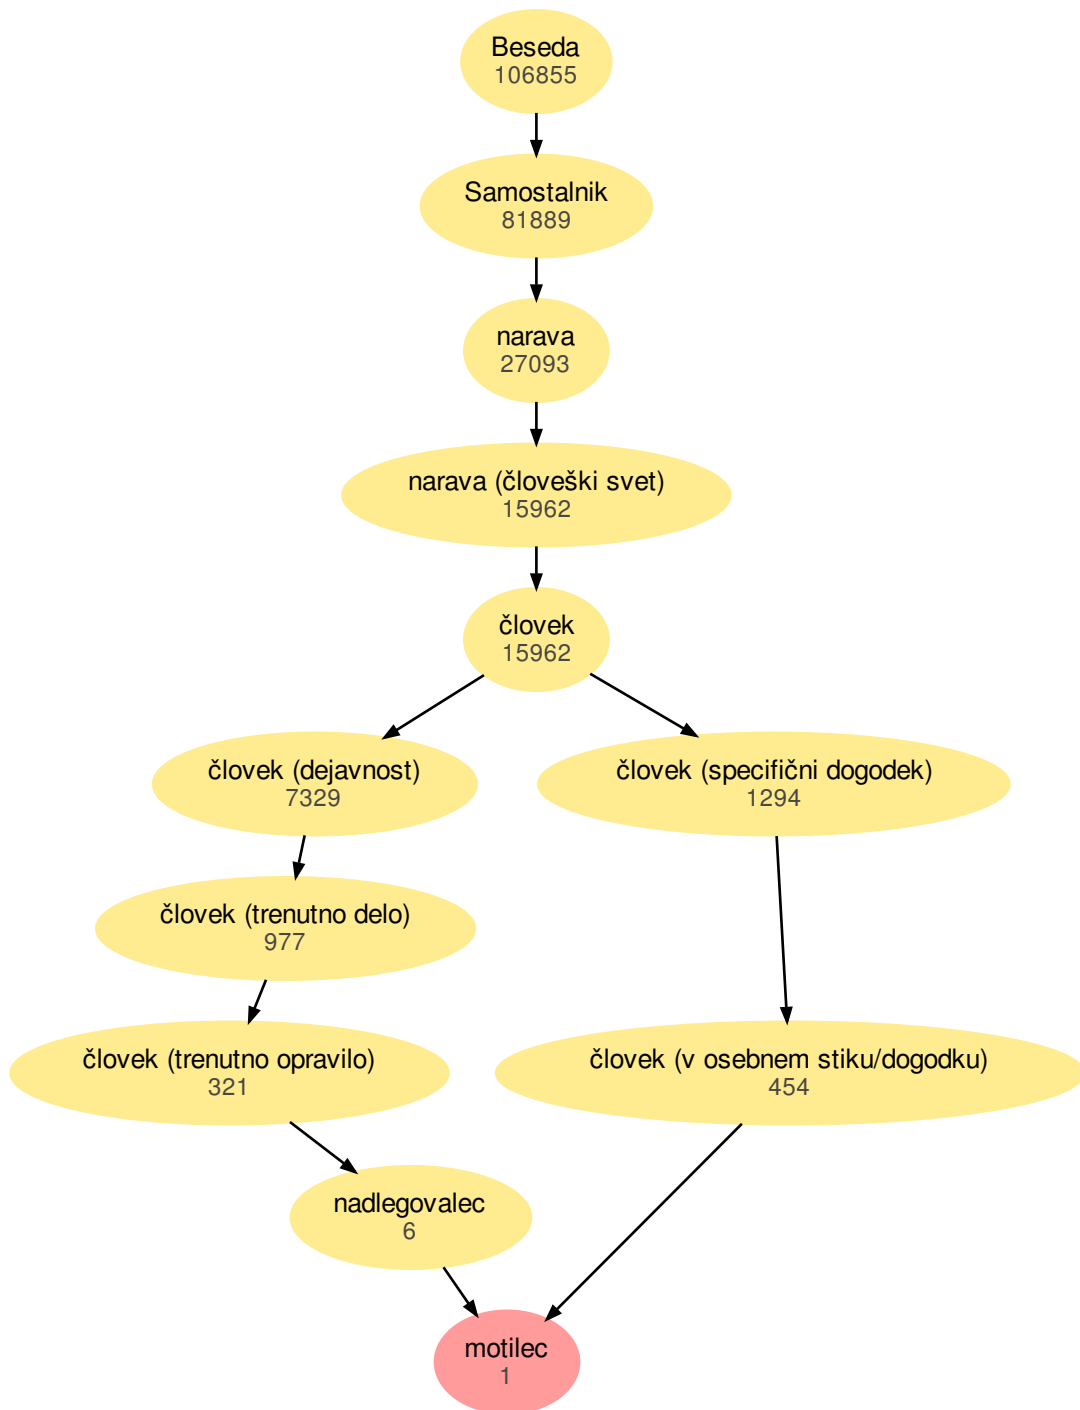 Beseda
106855
Samostalnik
81889
narava
27093
narava (človeški svet)
15962
človek
15962
človek (dejavnost)
7329
človek (specifični dogodek)
1294
človek (trenutno delo)
977
človek (trenutno opravilo)
321
človek (v osebnem stiku/dogodku)
454
nadlegovalec
6
motilec
1